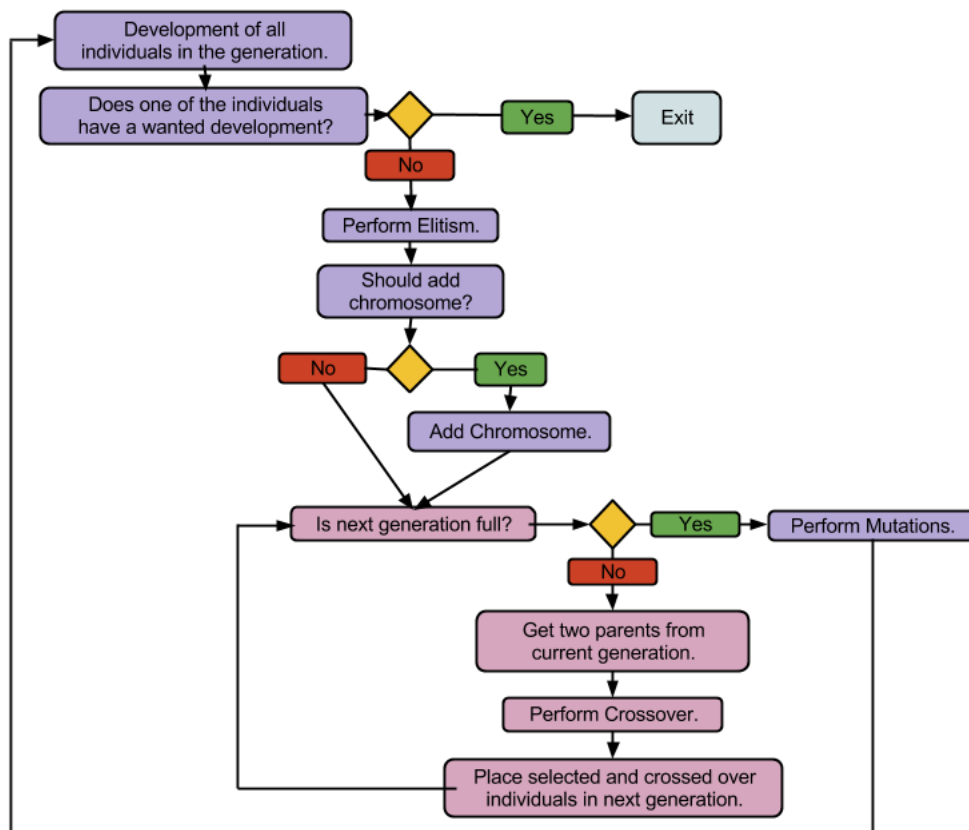 Development of all
individuals in the generation.
Does one of the individuals
have a wanted development?
Yes
Exit
No
Perform Elitism.
Should add
chromosome?
No
Yes
Add Chromosome.
Is next generation full?
Yes
Perform Mutations.
No
Get two parents from
current generation.
Perform Crossover.
Place selected and crossed over
individuals in next generation.